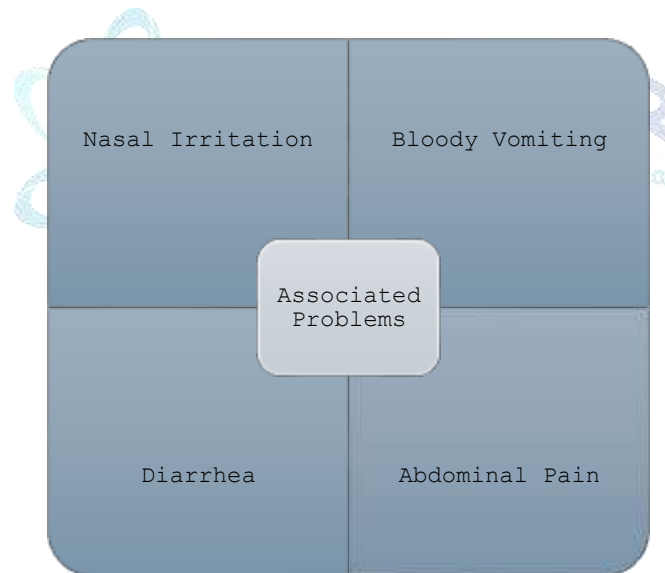 Nasal Irritation
Bloody Vomiting
Associated
Problems
Diarrhea
Abdominal Pain